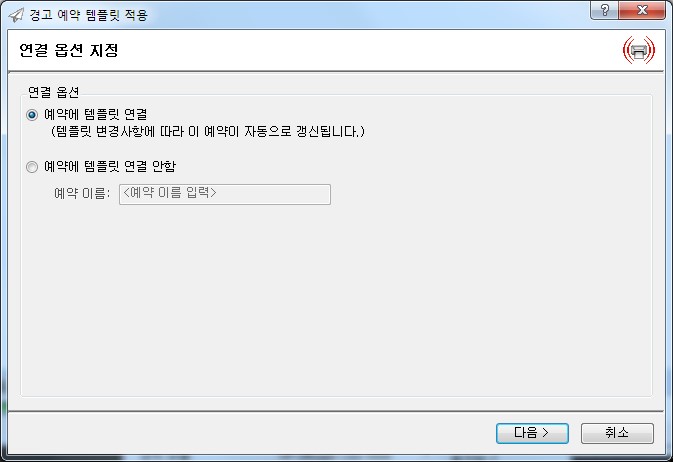 경고 예약 템플릿 적용
연결 옵션 지정
연결 옵션
예약에 템플릿 연결
(템플릿 변경사항에 따라 이 예약이 자동으로 갱신됩니다.)
예약에 템플릿 연결 안함
예약 이름: <예약 이름 입력>
다음 > 취소